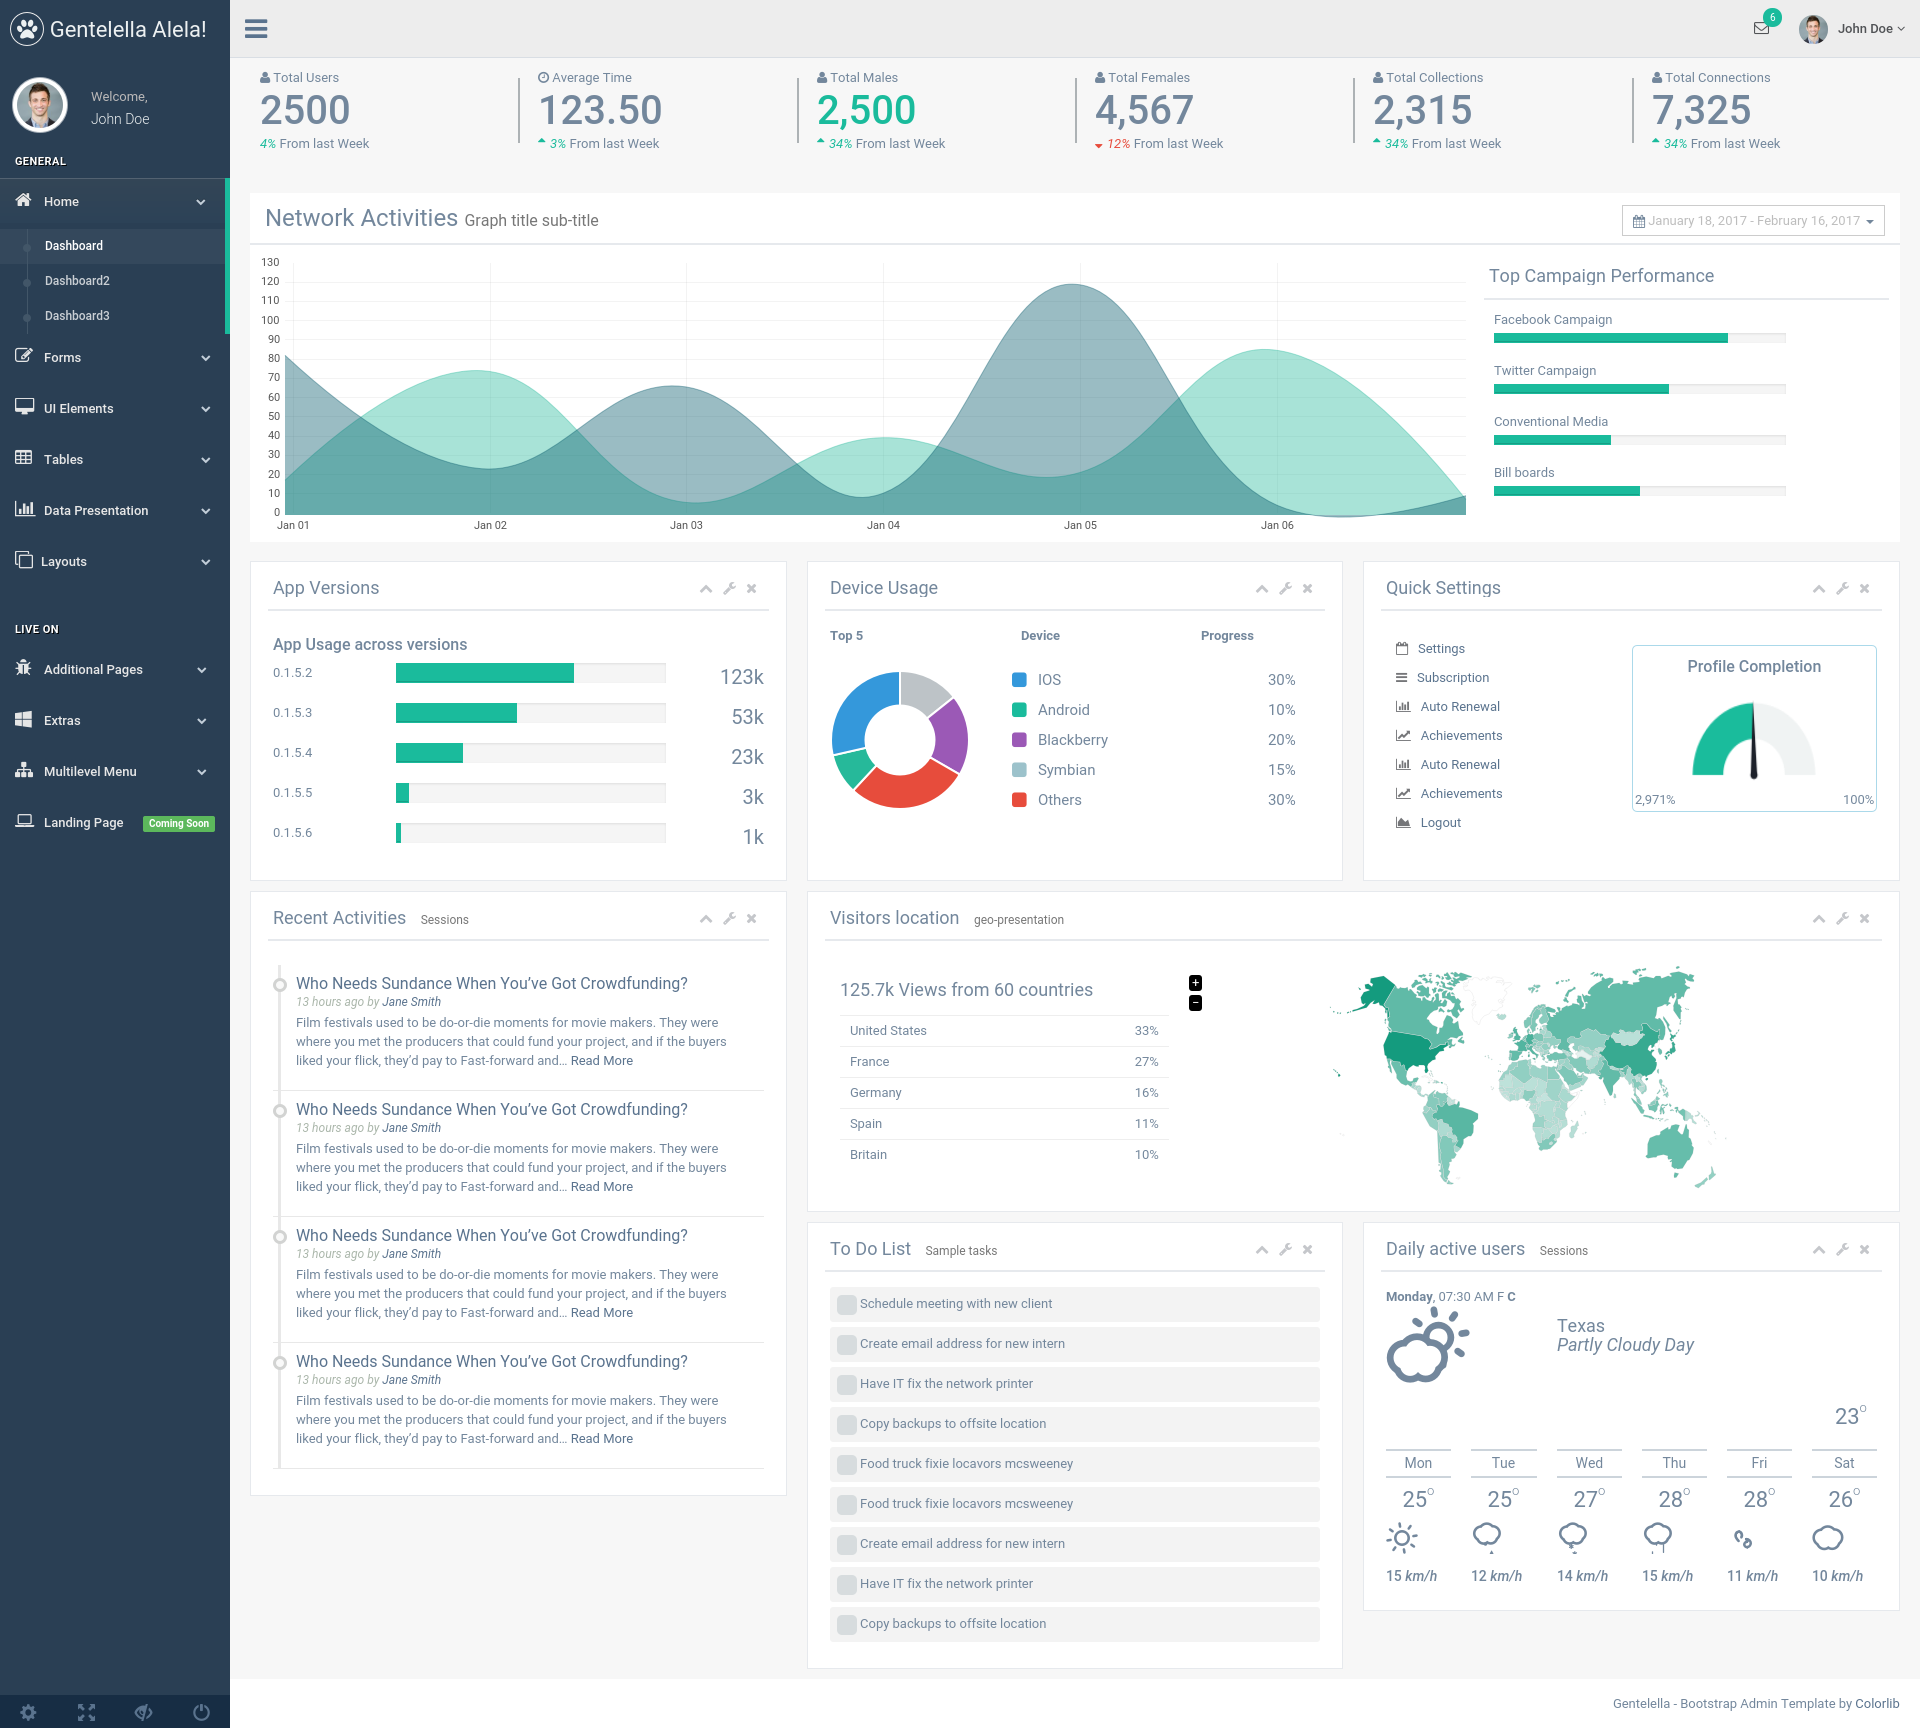 Gentelella Alela!
Welcome,
John Doe
GENERAL
Home
Dashboard
Dashboard2
Dashboard3
Forms
UI Elements
Tables
Data Presentation
Layouts
LIVE ON
Additional Pages
Extras
Multilevel Menu
Landing Page Coming Soon
6
John Doe
Total Users
2500
4% From last Week
Average Time
123.50
3% From last Week
Total Males
2,500
34% From last Week
Total Females
4,567
12% From last Week
Total Collections
2,315
34% From last Week
Total Connections
7,325
34% From last Week
Network Activities Graph title sub-title
January 18, 2017 - February 16, 2017
130
120
110
100
90
80
70
60
50
40
30
20
10
0
Jan 01 Jan 02 Jan 03 Jan 04 Jan 05 Jan 06
Top Campaign Performance
Facebook Campaign
Twitter Campaign
Conventional Media
Bill boards
App Versions
App Usage across versions
0.1.5.2 123k
0.1.5.3 53k
0.1.5.4 23k
0.1.5.5 3k
0.1.5.6 1k
Device Usage
Top 5 Device Progress
IOS 30%
Android 10%
Blackberry 20%
Symbian 15%
Others 30%
Quick Settings
Settings
Subscription
Auto Renewal
Achievements
Auto Renewal
Achievements
Logout
Profile Completion
2,971% 100%
Recent Activities Sessions
Who Needs Sundance When You’ve Got Crowdfunding?
13 hours ago by Jane Smith
Film festivals used to be do-or-die moments for movie makers. They were
where you met the producers that could fund your project, and if the buyers
liked your flick, they’d pay to Fast-forward and… Read More
Who Needs Sundance When You’ve Got Crowdfunding?
13 hours ago by Jane Smith
Film festivals used to be do-or-die moments for movie makers. They were
where you met the producers that could fund your project, and if the buyers
liked your flick, they’d pay to Fast-forward and… Read More
Who Needs Sundance When You’ve Got Crowdfunding?
13 hours ago by Jane Smith
Film festivals used to be do-or-die moments for movie makers. They were
where you met the producers that could fund your project, and if the buyers
liked your flick, they’d pay to Fast-forward and… Read More
Who Needs Sundance When You’ve Got Crowdfunding?
13 hours ago by Jane Smith
Film festivals used to be do-or-die moments for movie makers. They were
where you met the producers that could fund your project, and if the buyers
liked your flick, they’d pay to Fast-forward and… Read More
Visitors location geo-presentation
125.7k Views from 60 countries
United States 33%
France 27%
Germany 16%
Spain 11%
Britain 10%
+
−
To Do List Sample tasks
Schedule meeting with new client
Create email address for new intern
Have IT fix the network printer
Copy backups to offsite location
Food truck fixie locavors mcsweeney
Food truck fixie locavors mcsweeney
Create email address for new intern
Have IT fix the network printer
Copy backups to offsite location
Daily active users Sessions
Monday, 07:30 AM F C
Texas
Partly Cloudy Day
23°
Mon Tue Wed Thu Fri Sat
25° 25° 27° 28° 28° 26°
15 km/h 12 km/h 14 km/h 15 km/h 11 km/h 10 km/h
Gentelella - Bootstrap Admin Template by Colorlib